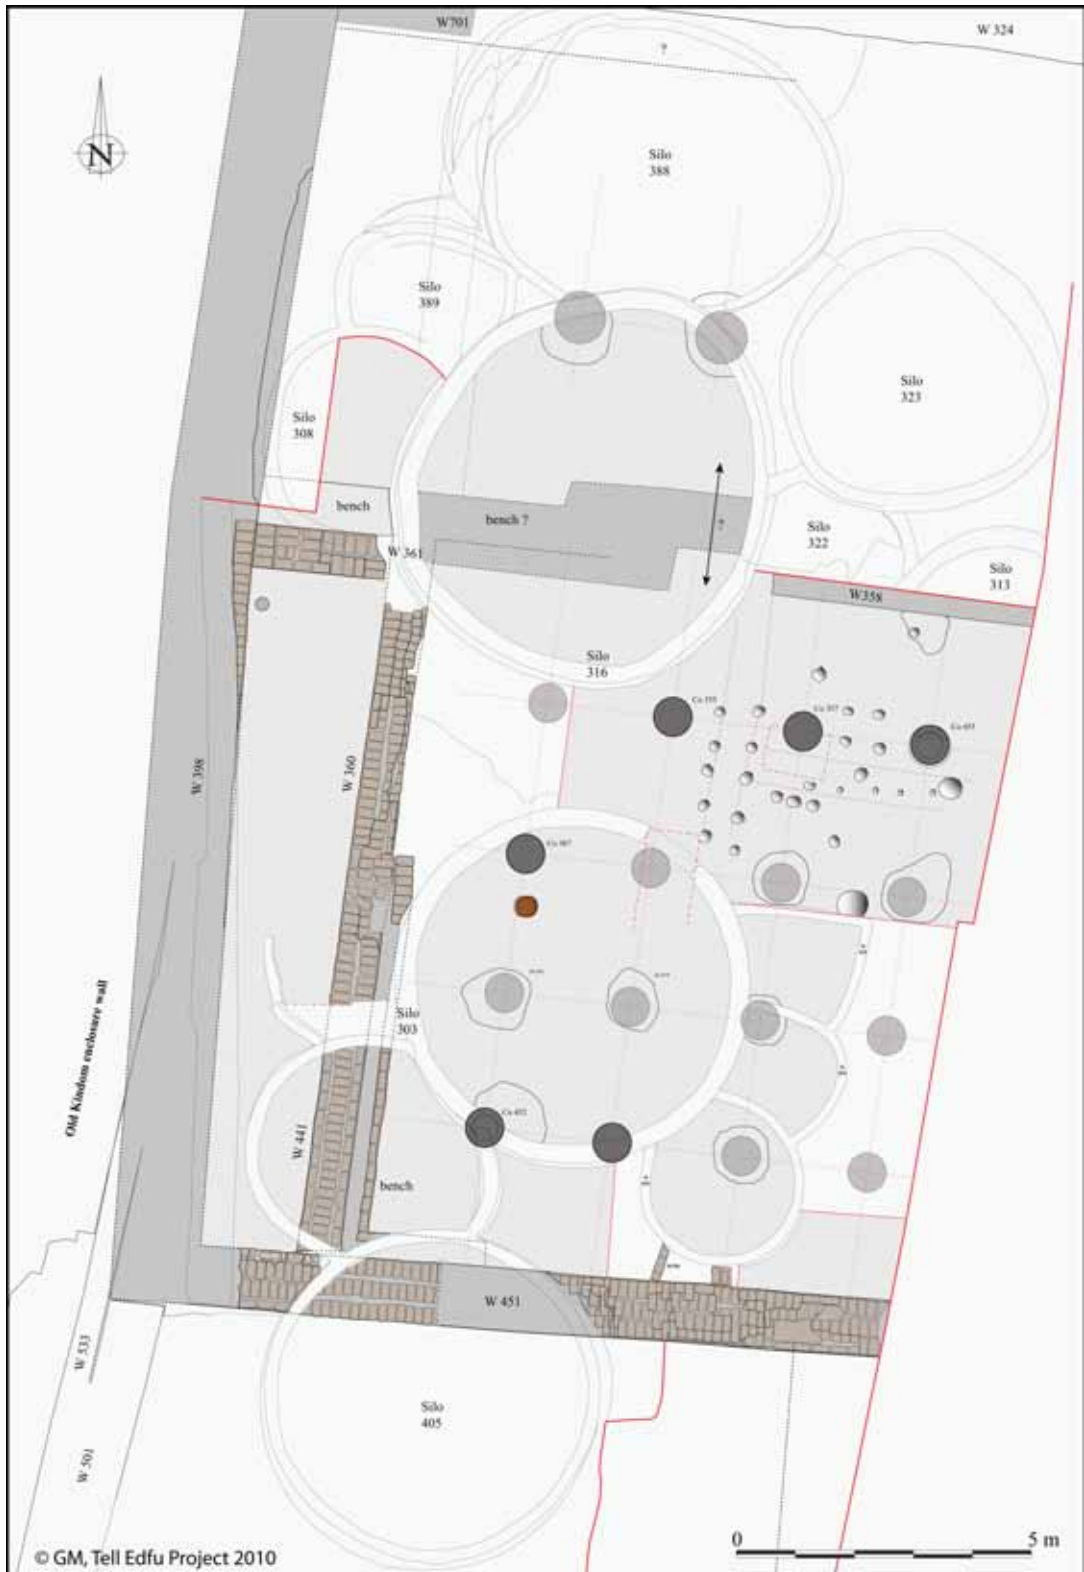 W701
W 324
?
N
Silo
388
Silo
389
Silo
323
Silo
308
bench
bench ?
?
Silo
322
W 361
Silo
313
W358
Silo
316
W 398
W 360
Old Kindom enclosure wall
Silo
303
W 441
bench
W 451
W 533
Silo
405
W 501
0
5 m
© GM, Tell Edfu Project 2010